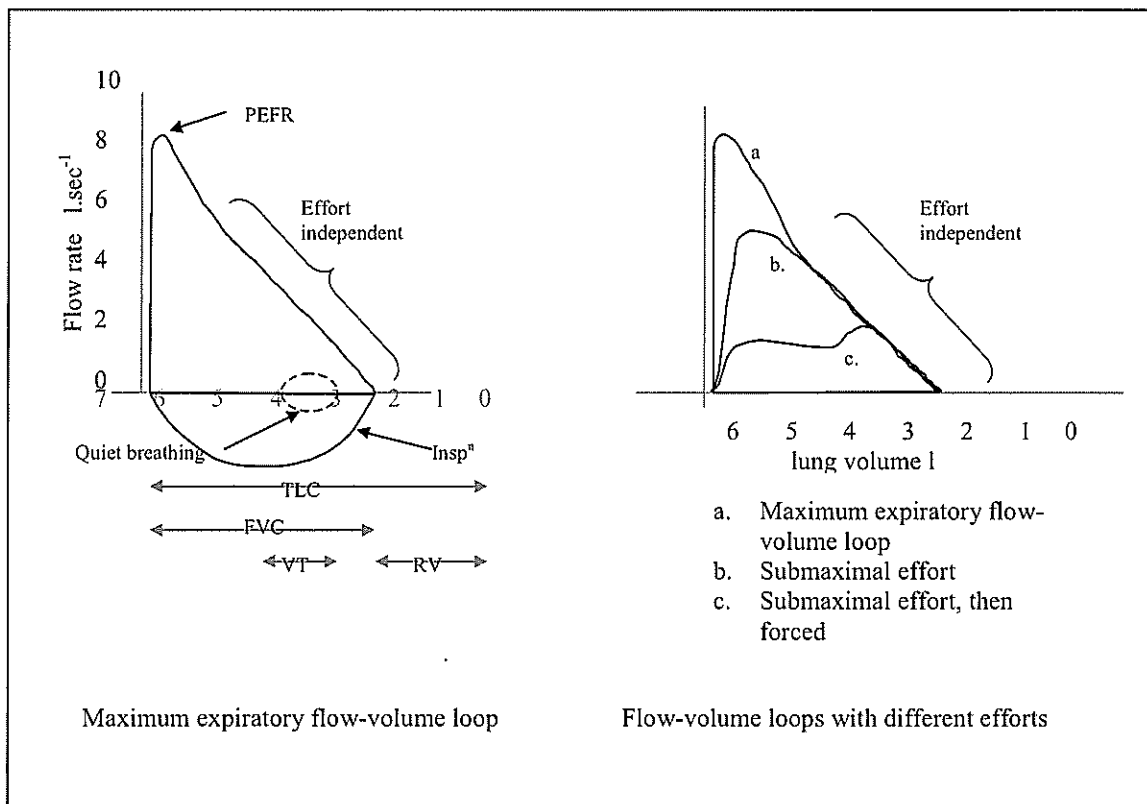 10
8
6
4
2
0
Flow rate l.sec⁻¹
PEFR
Effort
independent
7 6 5 4 3 2 1 0
Quiet breathing
Inspⁿ
TLC
FVC
VT
RV
Maximum expiratory flow-volume loop
a
b.
c.
Effort
independent
6 5 4 3 2 1 0
lung volume l
a. Maximum expiratory flow-
volume loop
b. Submaximal effort
c. Submaximal effort, then
forced
Flow-volume loops with different efforts